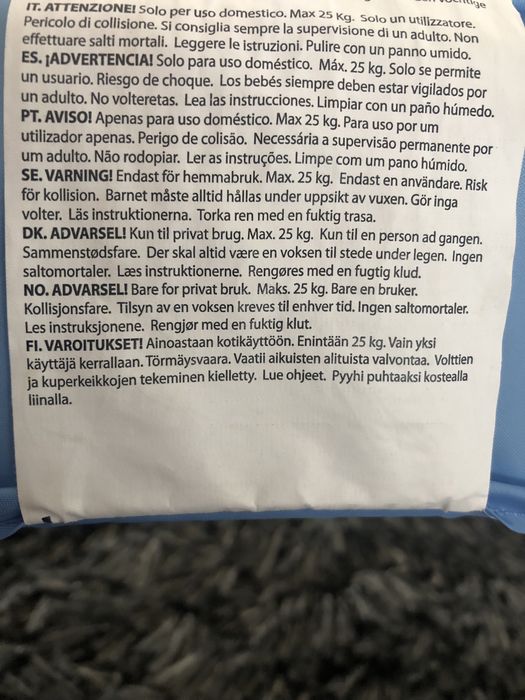 IT. ATTENZIONE! Solo per uso domestico. Max 25 Kg. Solo un utilizzatore.
Pericolo di collisione. Si consiglia sempre la supervisione di un adulto. Non
effettuare salti mortali. Leggere le istruzioni. Pulire con un panno umido.
ES. ¡ADVERTENCIA! Solo para uso doméstico. Máx. 25 kg. Solo se permite
un usuario. Riesgo de choque. Los bebés siempre deben estar vigilados por
un adulto. No volteretas. Lea las instrucciones. Limpiar con un paño húmedo.
PT. AVISO! Apenas para uso doméstico. Max 25 kg. Para uso por um
utilizador apenas. Perigo de colisão. Necessária a supervisão permanente por
um adulto. Não rodopiar. Ler as instruções. Limpe com um pano húmido.
SE. VARNING! Endast för hemmabruk. Max. 25 kg. Endast en användare. Risk
för kollision. Barnet måste alltid hållas under uppsikt av vuxen. Gör inga
volter. Läs instruktionerna. Torka ren med en fuktig trasa.
DK. ADVARSEL! Kun til privat brug. Max. 25 kg. Kun til en person ad gangen.
Sammenstødsfare. Der skal altid være en voksen til stede under legen. Ingen
saltomortaler. Læs instruktionerne. Rengøres med en fugtig klud.
NO. ADVARSEL! Bare for privat bruk. Maks. 25 kg. Bare en bruker.
Kollisjonsfare. Tilsyn av en voksen kreves til enhver tid. Ingen saltomortaler.
Les instruksjonene. Rengjør med en fuktig klut.
FI. VAROITUKSET! Ainoastaan kotikäyttöön. Enintään 25 kg. Vain yksi
käyttäjä kerrallaan. Törmäysvaara. Vaatii aikuisten alituista valvontaa. Volttien
ja kuperkeikkojen tekeminen kielletty. Lue ohjeet. Pyyhi puhtaaksi kostealla
liinalla.